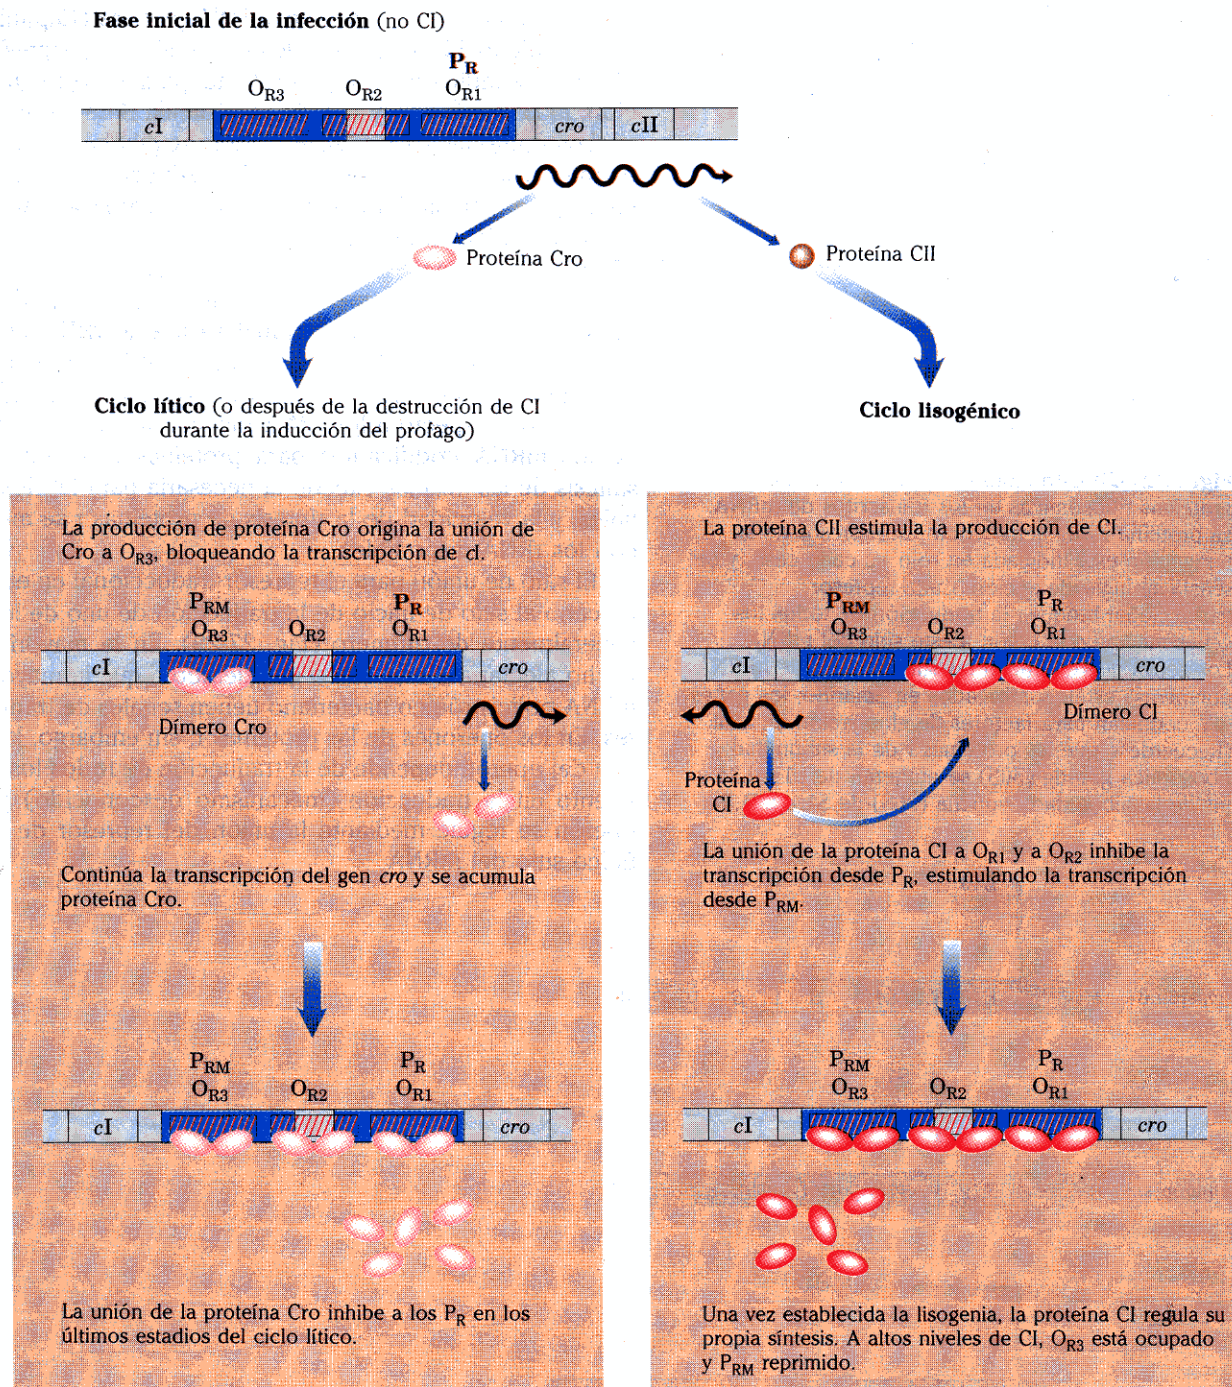 Fase inicial de la infección (no CI)
P_R
O_R3 O_R2 O_R1
cI cro cII
Proteína Cro
Proteína CII
Ciclo lítico (o después de la destrucción de CI
durante la inducción del profago)
Ciclo lisogénico
La producción de proteína Cro origina la unión de
Cro a O_R3, bloqueando la transcripción de cI.
P_RM P_R
O_R3 O_R2 O_R1
cI cro
Dímero Cro
Continúa la transcripción del gen cro y se acumula
proteína Cro.
P_RM P_R
O_R3 O_R2 O_R1
cI cro
La unión de la proteína Cro inhibe a los P_R en los
últimos estadios del ciclo lítico.
La proteína CII estimula la producción de CI.
P_RM P_R
O_R3 O_R2 O_R1
cI cro
Dímero CI
Proteína
CI
La unión de la proteína CI a O_R1 y a O_R2 inhibe la
transcripción desde P_R, estimulando la transcripción
desde P_RM.
P_RM P_R
O_R3 O_R2 O_R1
cI cro
Una vez establecida la lisogenia, la proteína CI regula su
propia síntesis. A altos niveles de CI, O_R3 está ocupado
y P_RM reprimido.